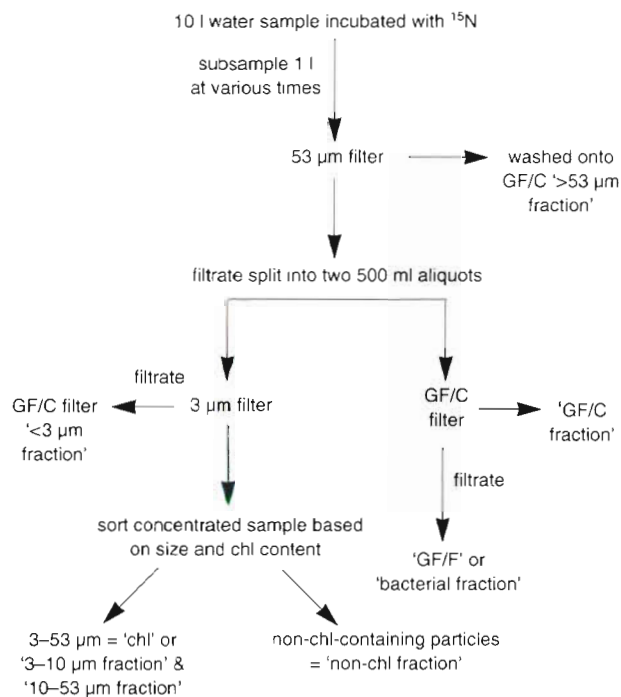 10 l water sample incubated with ¹⁵N
subsample 1 l
at various times
53 µm filter
washed onto
GF/C '>53 µm
fraction'
filtrate split into two 500 ml aliquots
filtrate
GF/C filter
'<3 µm
fraction'
3 µm filter
GF/C
filter
'GF/C
fraction'
filtrate
sort concentrated sample based
on size and chl content
'GF/F' or
'bacterial fraction'
3–53 µm = 'chl' or
'3–10 µm fraction' &
'10–53 µm fraction'
non-chl-containing particles
= 'non-chl fraction'